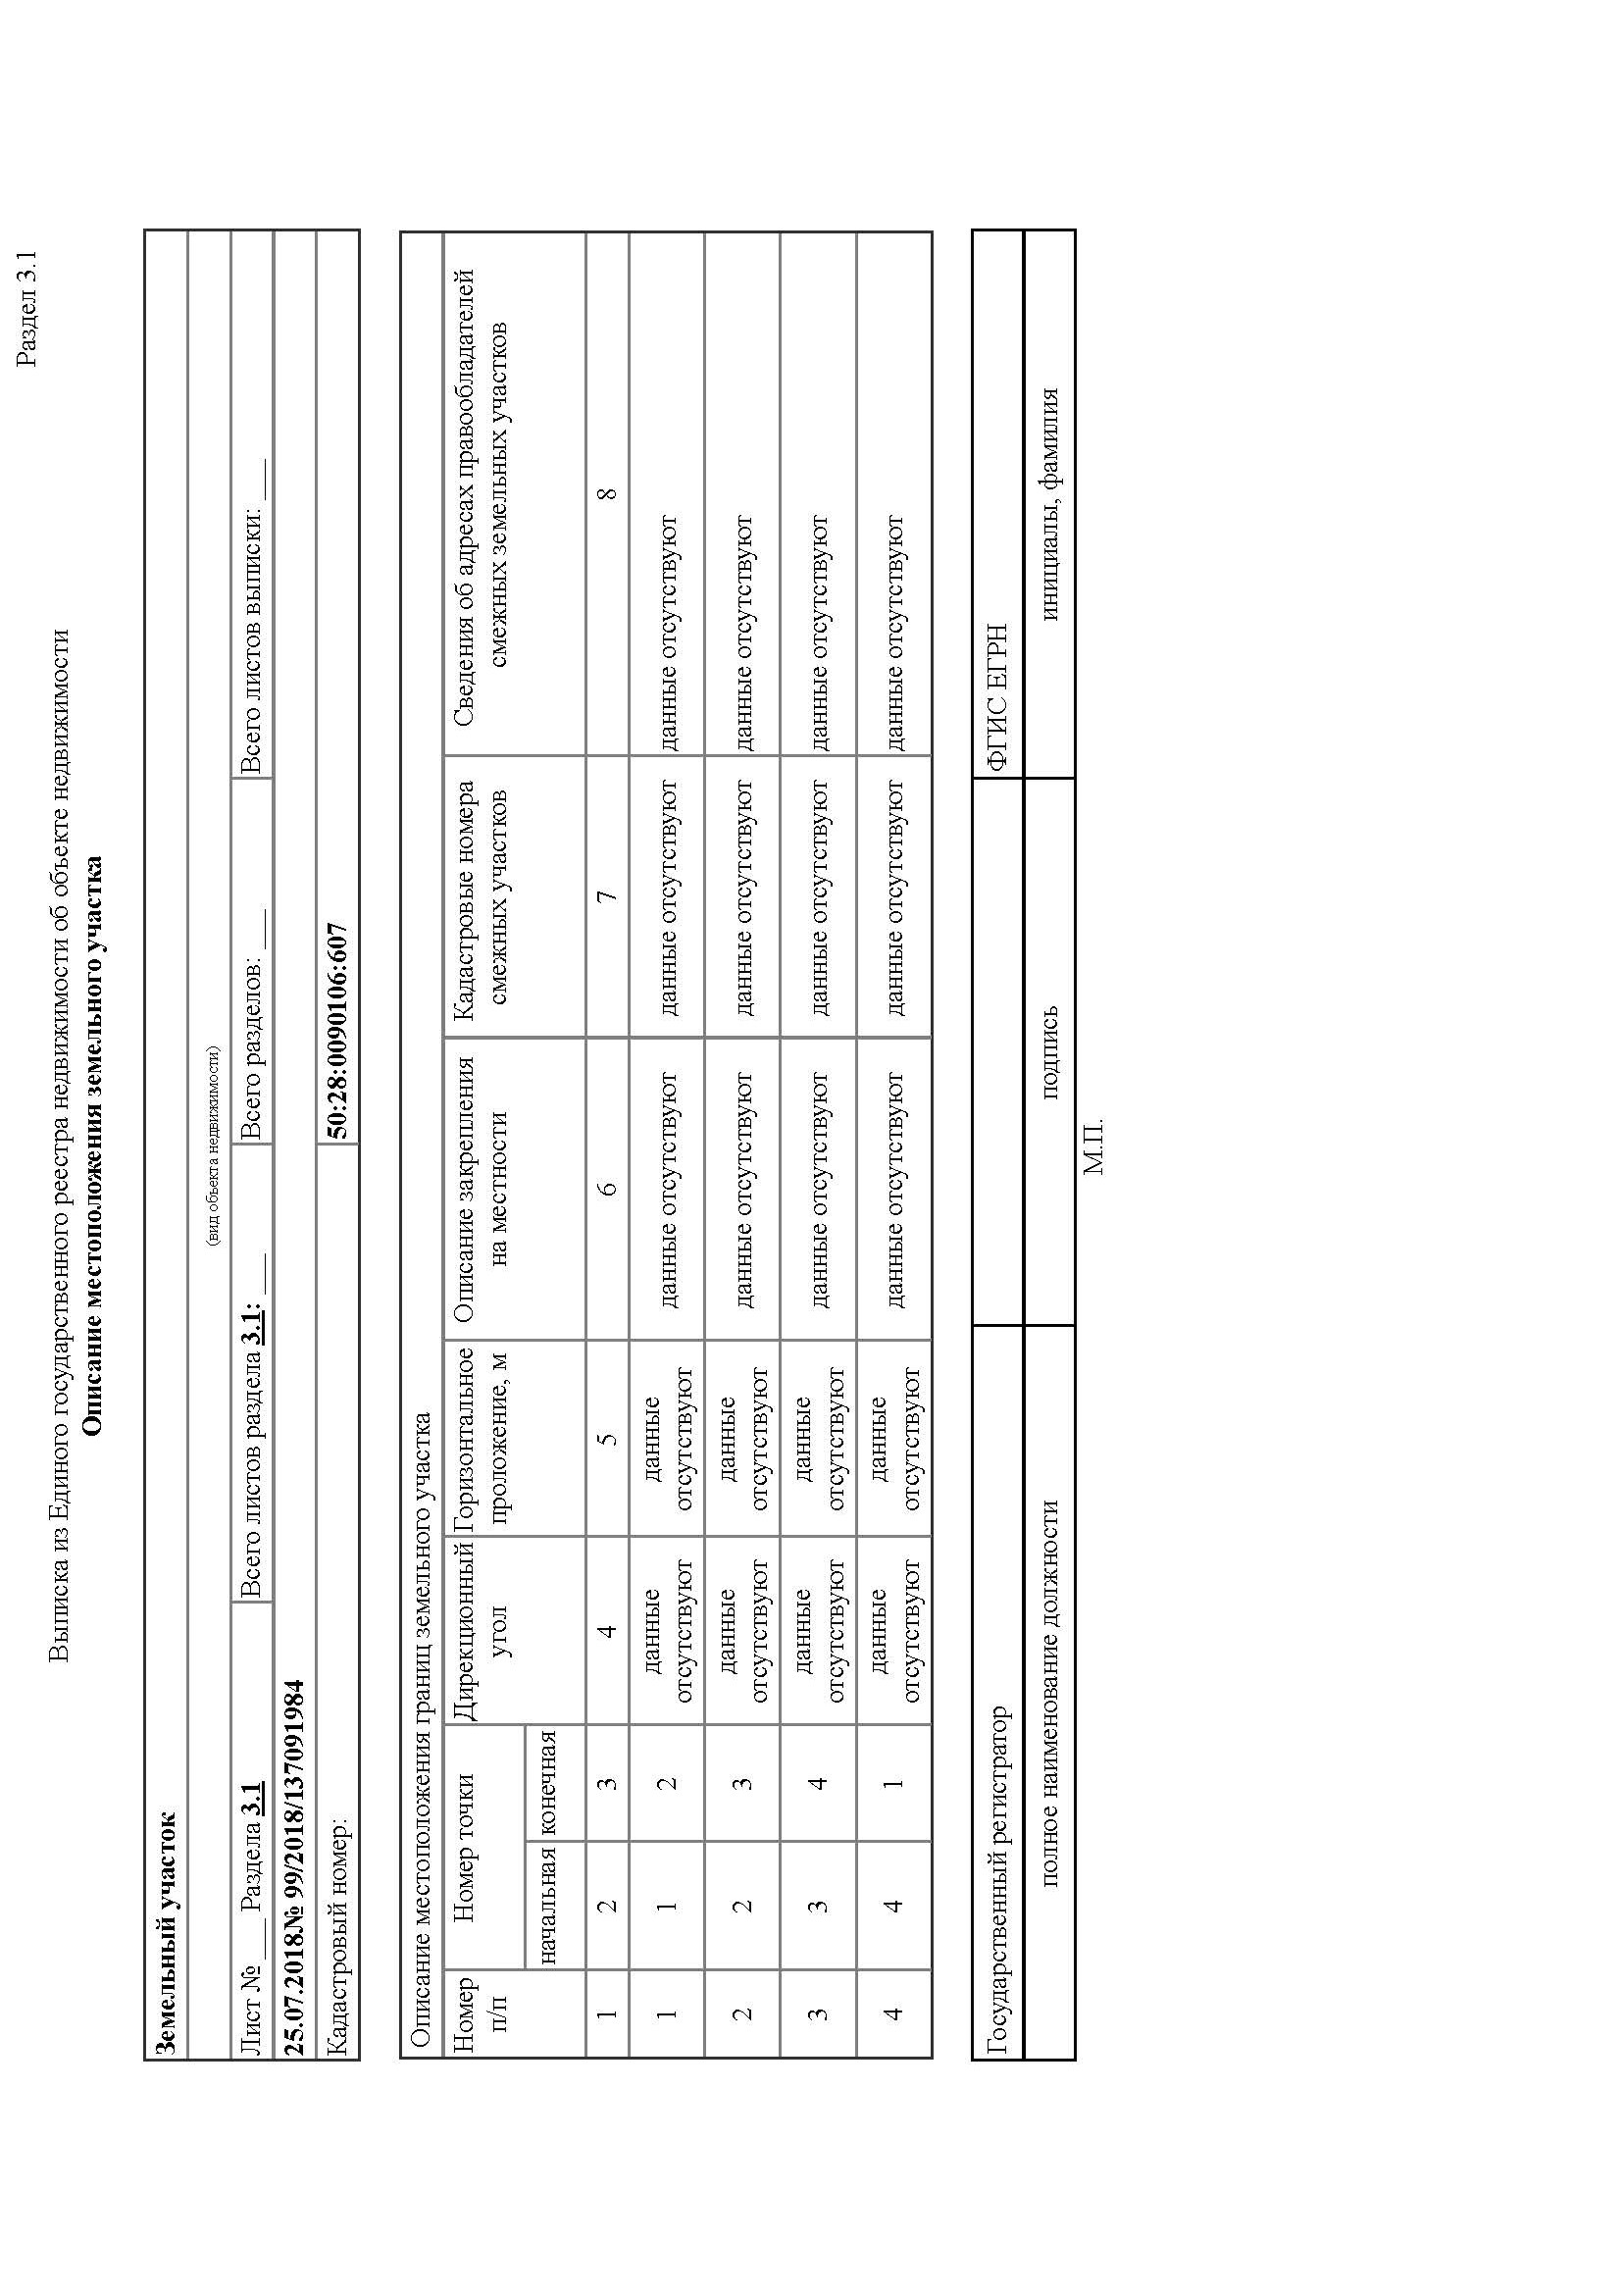 Раздел 3.1
Выписка из Единого государственного реестра недвижимости об объекте недвижимости
Описание местоположения земельного участка
Земельный участок
(вид объекта недвижимости)
Лист № ___ Раздела 3.1 Всего листов раздела 3.1: ___ Всего разделов: ___ Всего листов выписки: ___
25.07.2018№ 99/2018/137091984
Кадастровый номер: 50:28:0090106:607
Описание местоположения границ земельного участка
Номер п/п
Номер точки
начальная конечная
Дирекционный угол
Горизонтальное проложение, м
Описание закрепления на местности
Кадастровые номера смежных участков
Сведения об адресах правообладателей смежных земельных участков
1 2 3 4 5 6 7 8
1 1 2 данные отсутствуют данные отсутствуют данные отсутствуют данные отсутствуют данные отсутствуют
2 2 3 данные отсутствуют данные отсутствуют данные отсутствуют данные отсутствуют данные отсутствуют
3 3 4 данные отсутствуют данные отсутствуют данные отсутствуют данные отсутствуют данные отсутствуют
4 4 1 данные отсутствуют данные отсутствуют данные отсутствуют данные отсутствуют данные отсутствуют
Государственный регистратор ФГИС ЕГРН
полное наименование должности подпись инициалы, фамилия
М.П.